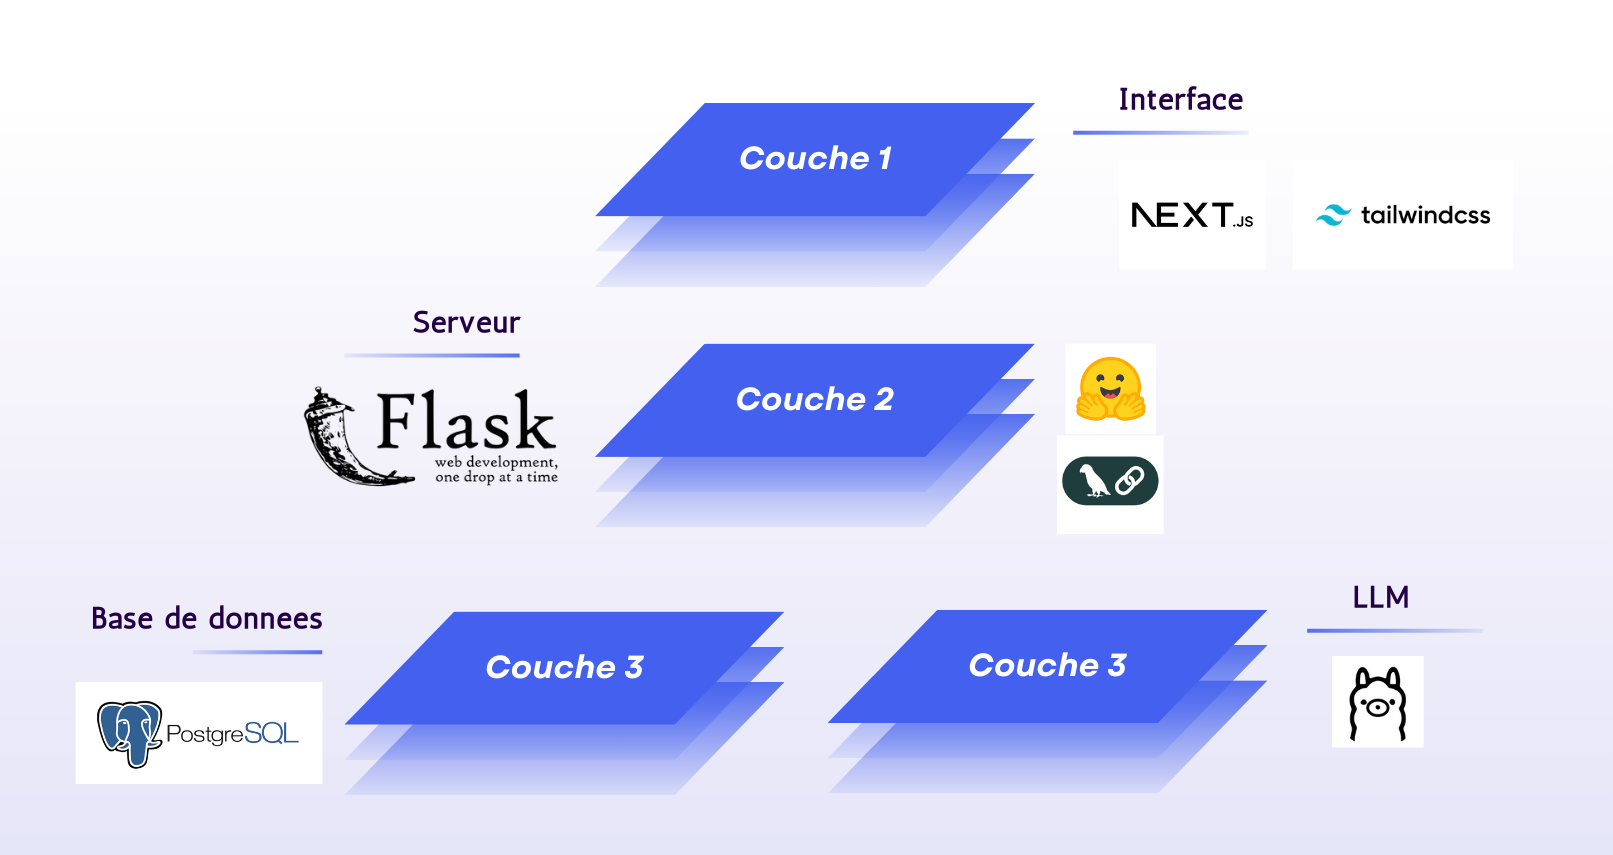 Interface
Couche 1
NEXT.JS
tailwindcss
Serveur
Couche 2
Flask
web development,
one drop at a time
LLM
Base de donnees
Couche 3
Couche 3
PostgreSQL